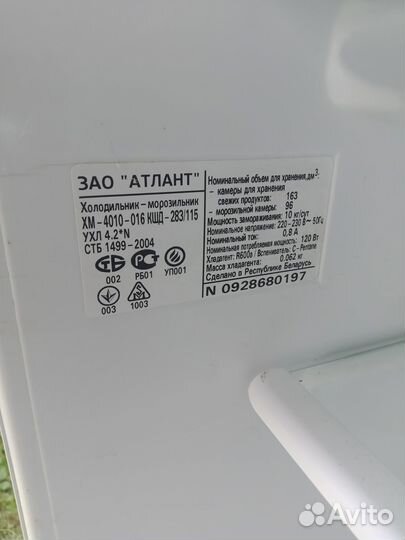 ЗАО "АТЛАНТ"
Холодильник-морозильник
ХМ-4010-016 КШД-283/115
УХЛ 4.2*N
СТБ 1499-2004
002 РБ01 УП001
003 1003
Номинальный объем для хранения,дм3:
- камеры для хранения
свежих продуктов: 163
- морозильной камеры: 96
Мощность замораживания: 10 кг/сут
Номинальное напряжение: 220-230 В~ 50Гц
Номинальный ток: 0,8 А
Номинальная потребляемая мощность: 120 Вт
Хладагент: R600a / Вспениватель: C-Pentane
Масса хладагента: 0.062 кг
Сделано в Республике Беларусь
N 0928680197
Avito